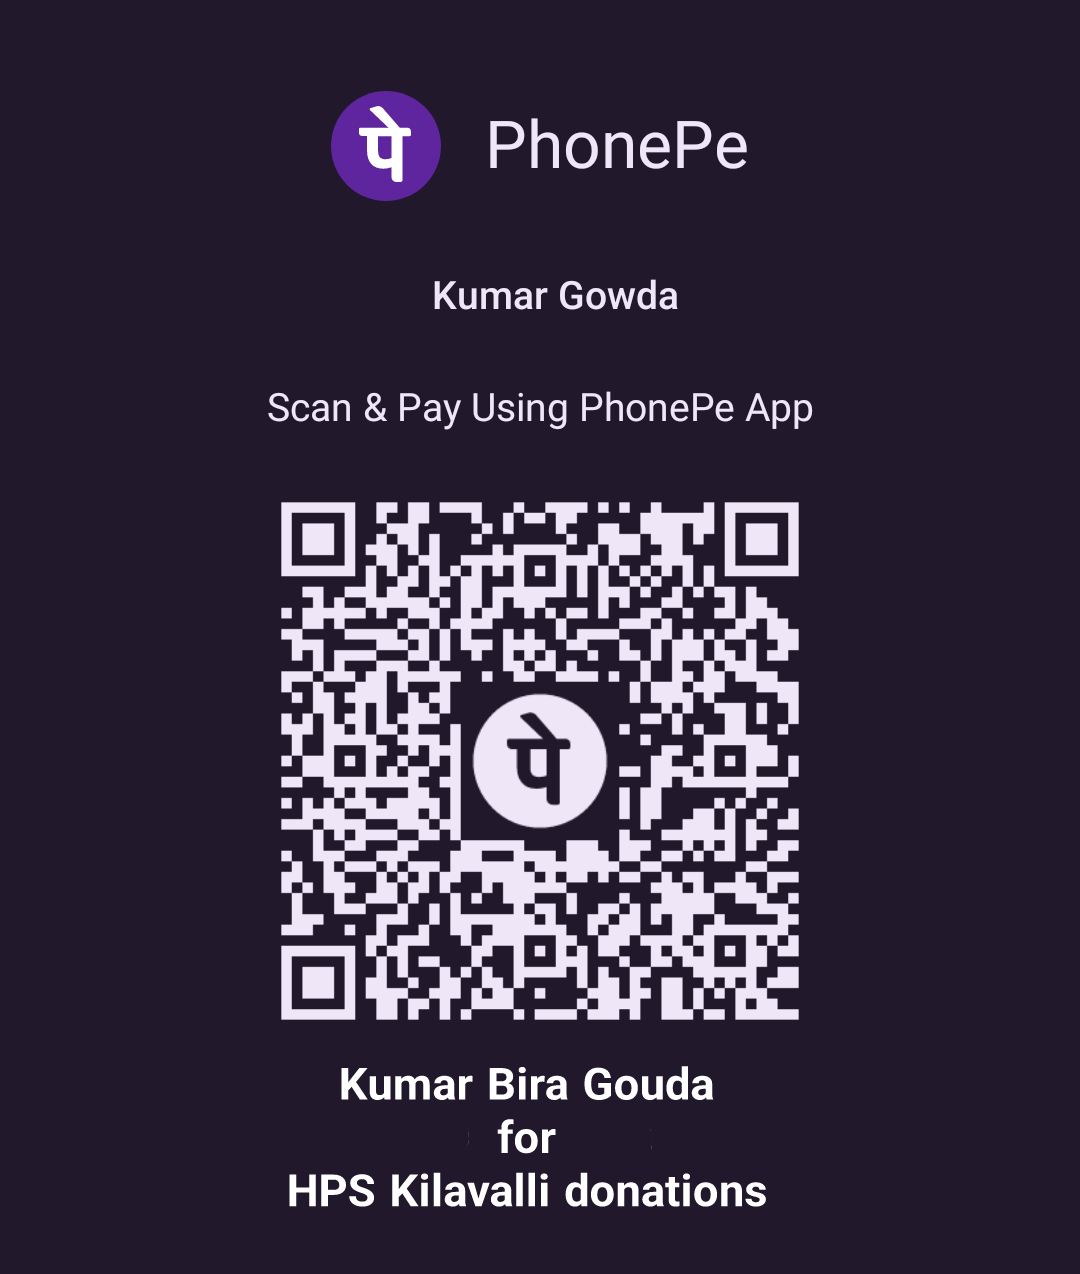 पे PhonePe
Kumar Gowda
Scan & Pay Using PhonePe App
पे
Kumar Bira Gouda
for
HPS Kilavalli donations